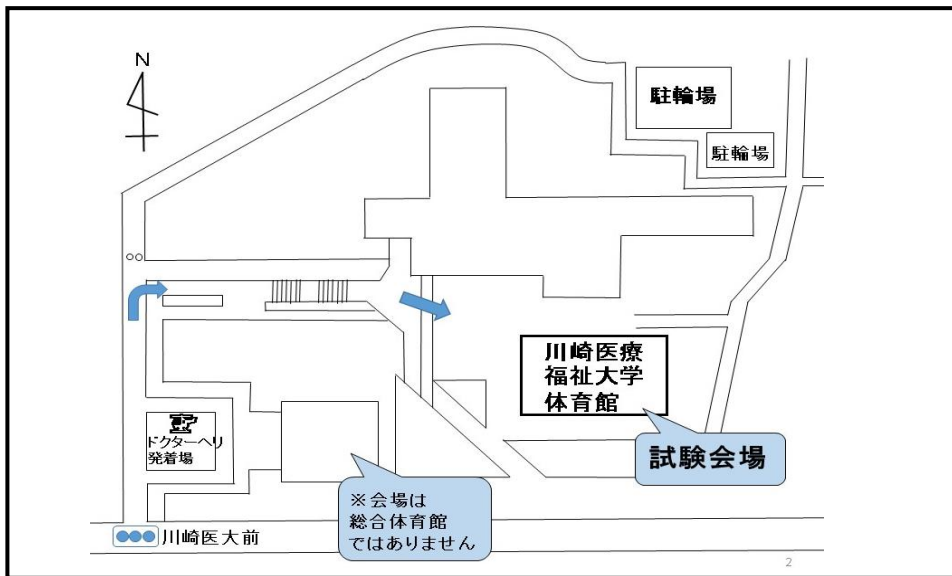 N
駐輪場
駐輪場
川崎医療
福祉大学
体育館
試験会場
ドクターヘリ
発着場
※会場は
総合体育館
ではありません
川崎医大前
2